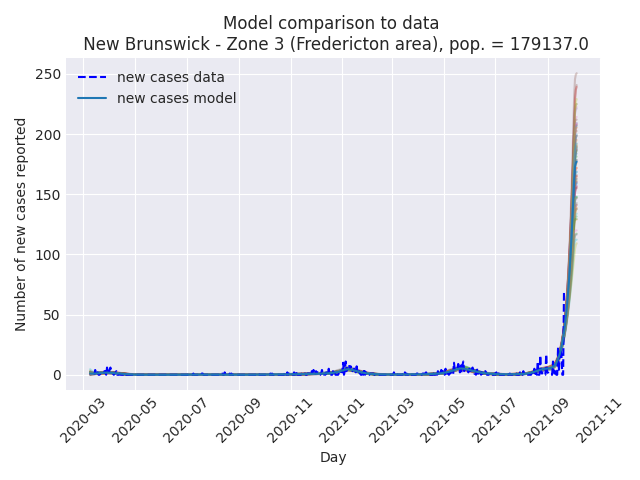 Model comparison to data
New Brunswick - Zone 3 (Fredericton area), pop. = 179137.0
new cases data
new cases model
Number of new cases reported
250
200
150
100
50
0
2020-03
2020-05
2020-07
2020-09
2020-11
2021-01
2021-03
2021-05
2021-07
2021-09
2021-11
Day